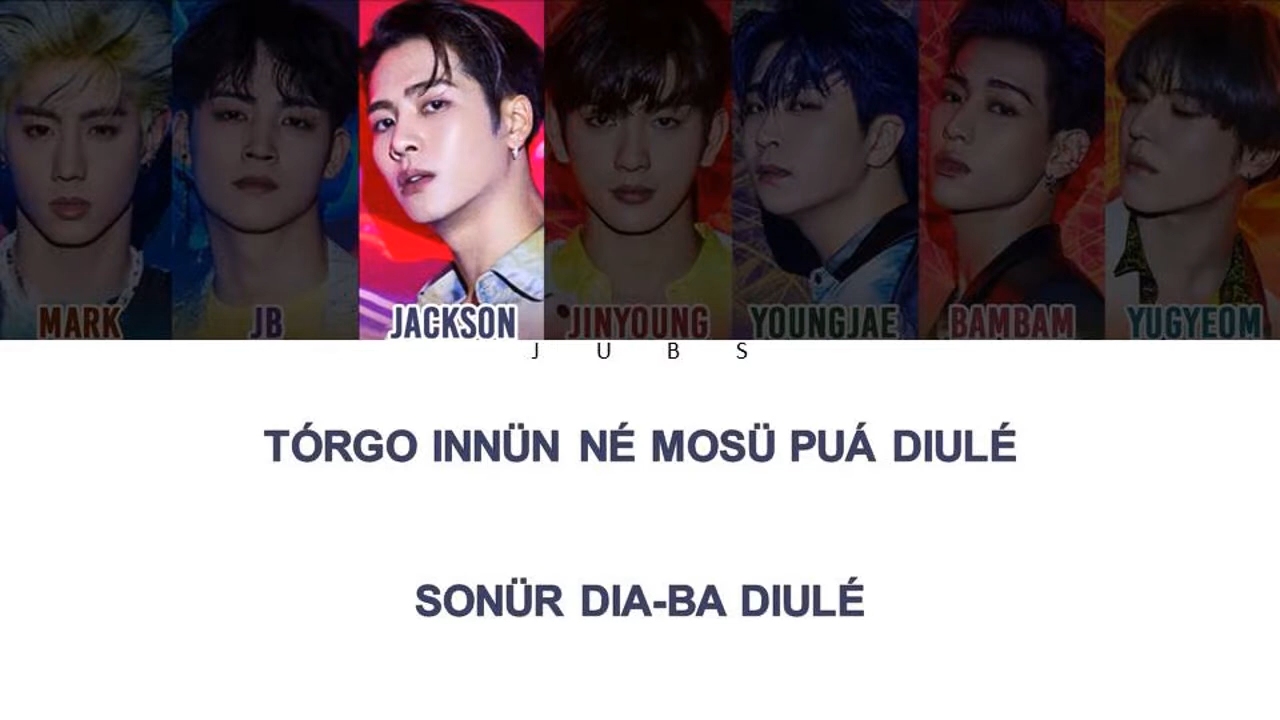 MARK JB JACKSON JINYOUNG YOUNGJAE BAMBAM YUGYEOM
J U B S
TÓRGO INNÜN NÉ MOSÜ PUÁ DIULÉ
SONÜR DIA-BA DIULÉ